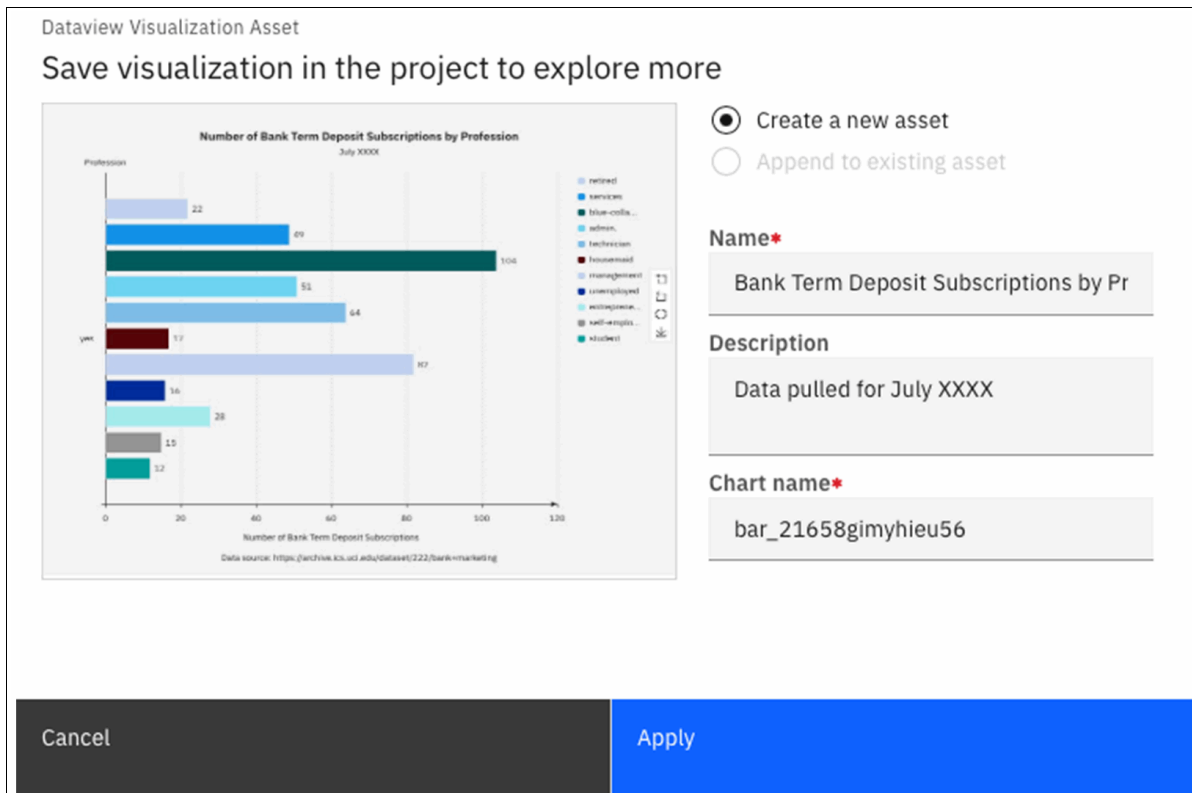 Dataview Visualization Asset
Save visualization in the project to explore more
Number of Bank Term Deposit Subscriptions by Profession
July XXXX
Profession
retired
services
blue-colla...
admin.
technician
housemaid
management
unemployed
entreprene...
self-emplo...
student
22
49
104
51
64
yes
17
82
16
28
15
12
0 20 40 60 80 100 120
Number of Bank Term Deposit Subscriptions
Data source: https://archive.ics.uci.edu/dataset/222/bank+marketing
Create a new asset
Append to existing asset
Name*
Bank Term Deposit Subscriptions by Pr
Description
Data pulled for July XXXX
Chart name*
bar_21658gimyhieu56
Cancel
Apply